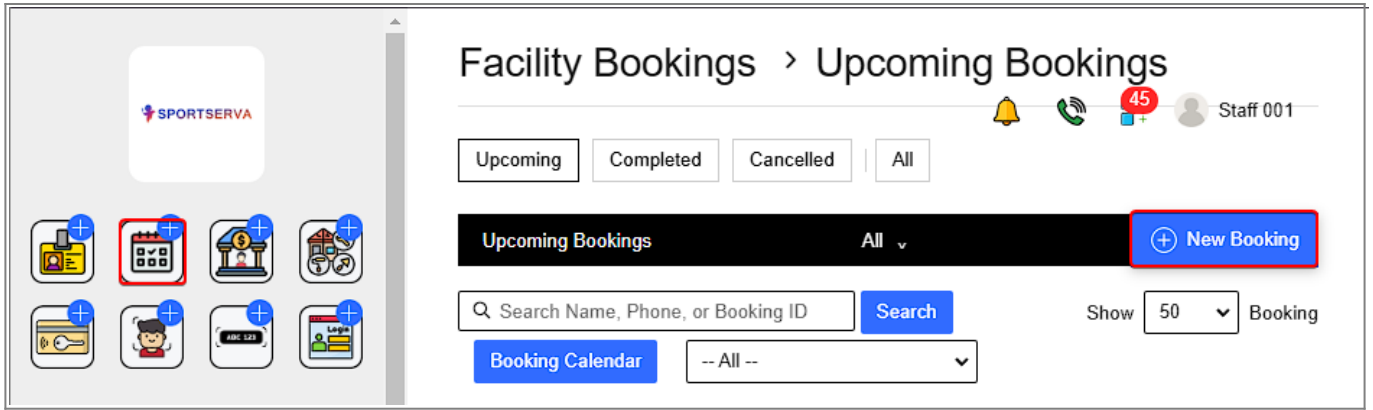 SPORTSERVA
Facility Bookings > Upcoming Bookings
45
Staff 001
Upcoming Completed Cancelled All
Upcoming Bookings All New Booking
Search Name, Phone, or Booking ID Search Show 50 Booking
Booking Calendar -- All --
ABC 123
Login